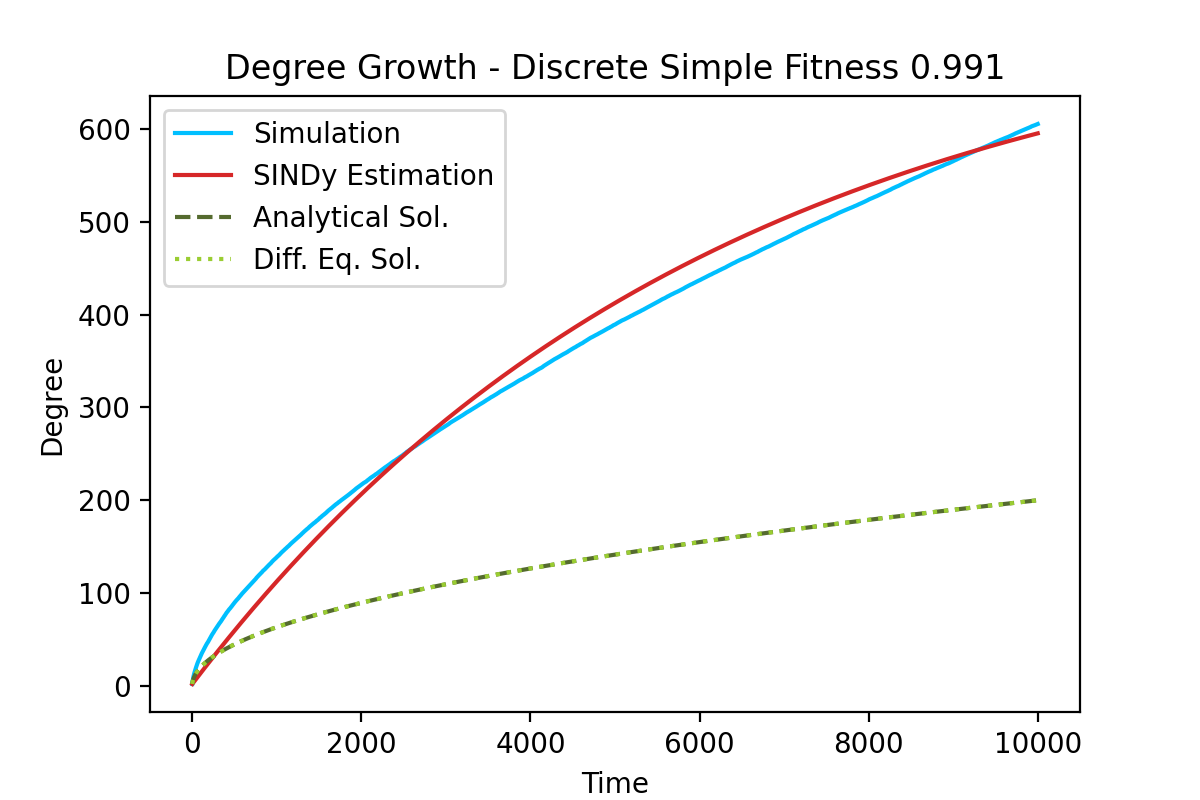 Degree Growth - Discrete Simple Fitness 0.991
Simulation
SINDy Estimation
Analytical Sol.
Diff. Eq. Sol.
600
500
400
300
200
100
0
Degree
0 2000 4000 6000 8000 10000
Time